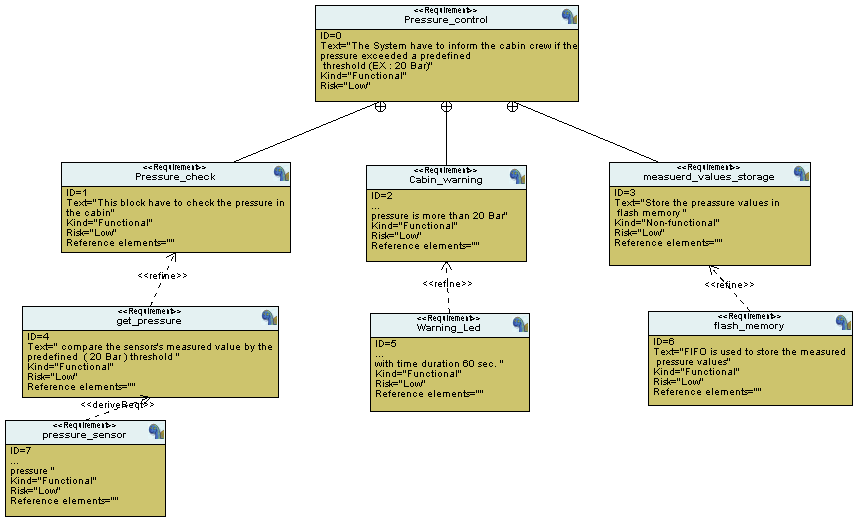 <<Requirement>>
Pressure_control
ID=0
Text="The System have to inform the cabin crew if the
pressure exceeded a predefined
threshold (EX : 20 Bar)"
Kind="Functional"
Risk="Low"
<<Requirement>>
Pressure_check
ID=1
Text="This block have to check the pressure in
the cabin"
Kind="Functional"
Risk="Low"
Reference elements=""
<<Requirement>>
Cabin_warning
ID=2
...
pressure is more than 20 Bar"
Kind="Functional"
Risk="Low"
Reference elements=""
<<Requirement>>
measuerd_values_storage
ID=3
Text="Store the preassure values in
flash memory "
Kind="Non-functional"
Risk="Low"
Reference elements=""
<<refine>>
<<refine>>
<<refine>>
<<Requirement>>
get_pressure
ID=4
Text=" compare the sensors's measured value by the
predefined ( 20 Bar ) threshold "
Kind="Functional"
Risk="Low"
Reference elements=""
<<Requirement>>
Warning_Led
ID=5
...
with time duration 60 sec. "
Kind="Functional"
Risk="Low"
Reference elements=""
<<Requirement>>
flash_memory
ID=6
Text="FIFO is used to store the measured
pressure values"
Kind="Functional"
Risk="Low"
Reference elements=""
<<deriveReqt>>
<<Requirement>>
pressure_sensor
ID=7
...
pressure "
Kind="Functional"
Risk="Low"
Reference elements=""